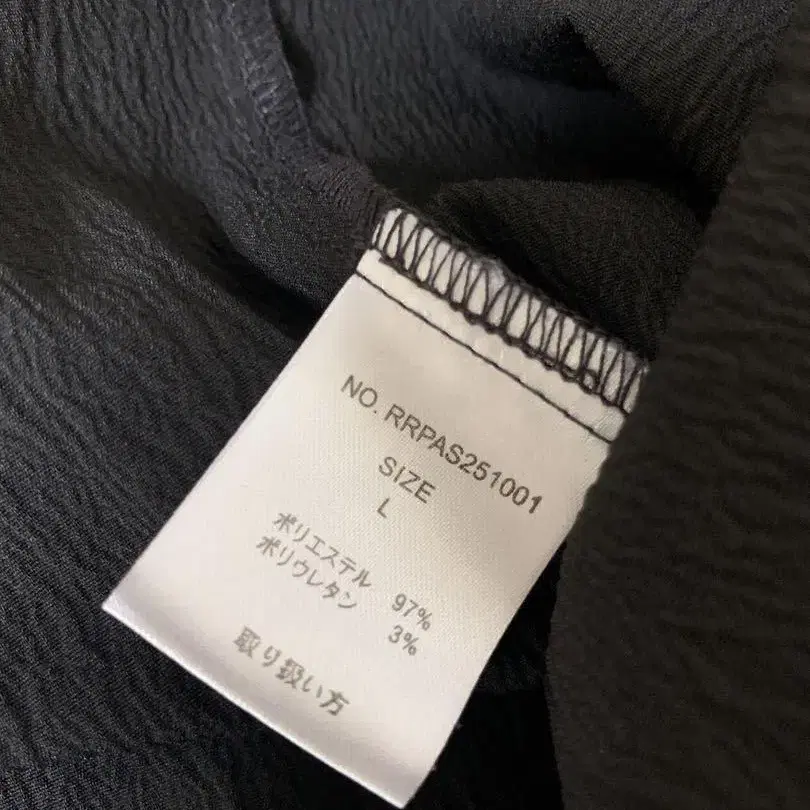 NO. RRPAS251001
SIZE
L
ポリエステル 97%
ポリウレタン 3%
取り扱い方